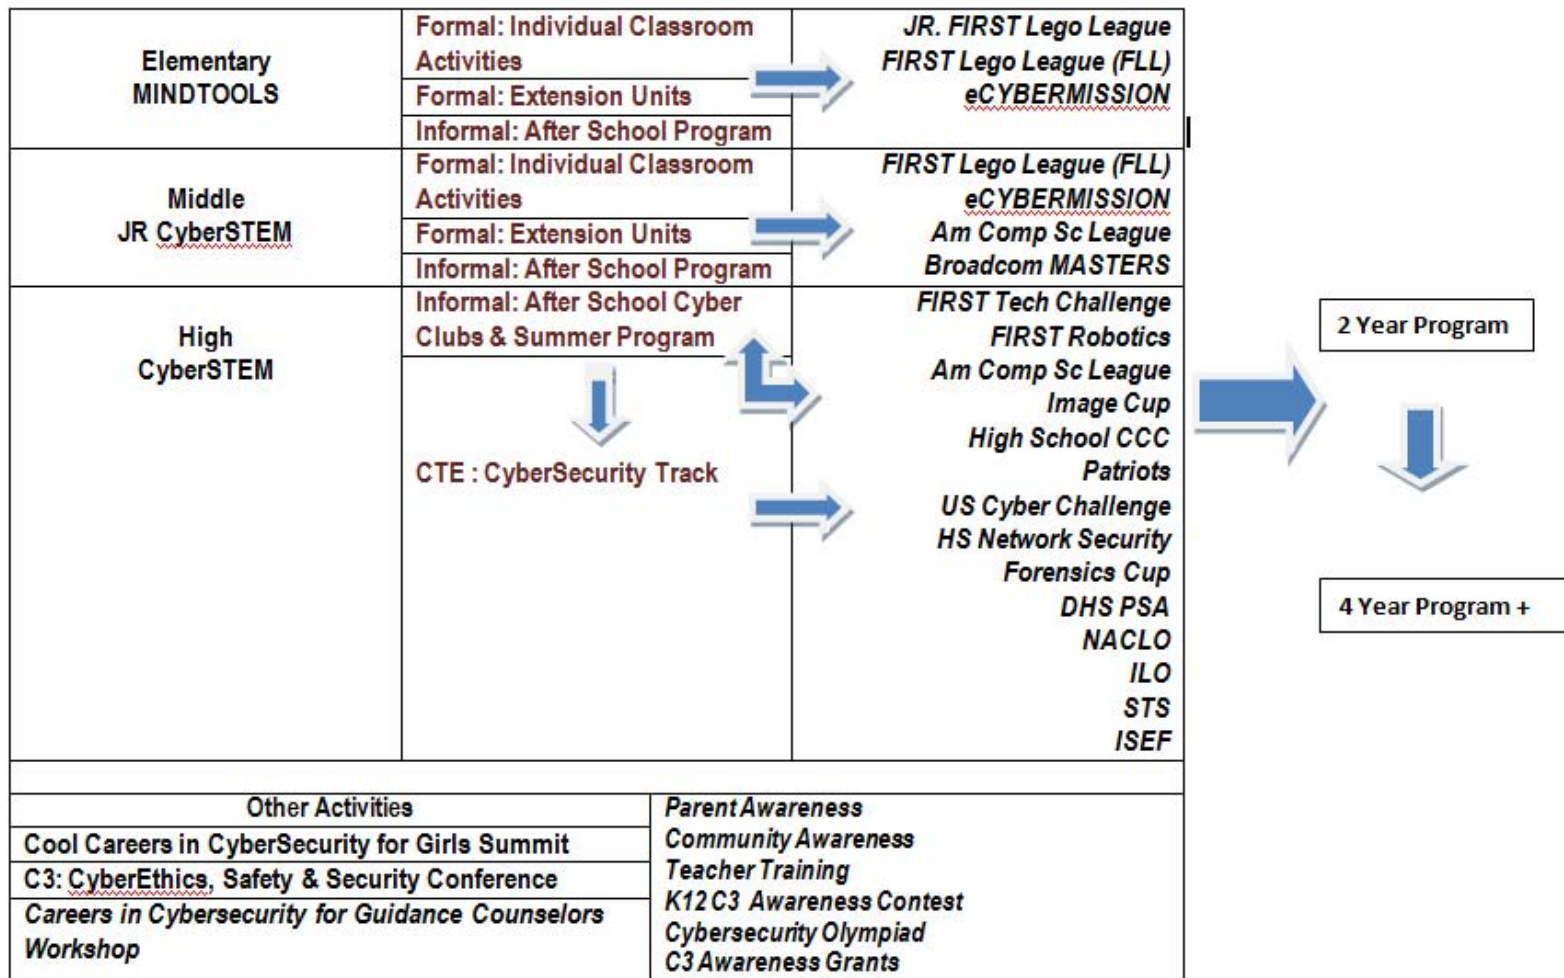 Elementary
MINDTOOLS
Formal: Individual Classroom
Activities
Formal: Extension Units
Informal: After School Program
JR. FIRST Lego League
FIRST Lego League (FLL)
eCYBERMISSION
Middle
JR CyberSTEM
Formal: Individual Classroom
Activities
Formal: Extension Units
Informal: After School Program
FIRST Lego League (FLL)
eCYBERMISSION
Am Comp Sc League
Broadcom MASTERS
High
CyberSTEM
Informal: After School Cyber
Clubs & Summer Program
CTE : CyberSecurity Track
FIRST Tech Challenge
FIRST Robotics
Am Comp Sc League
Image Cup
High School CCC
Patriots
US Cyber Challenge
HS Network Security
Forensics Cup
DHS PSA
NACLO
ILO
STS
ISEF
2 Year Program
4 Year Program +
Other Activities
Cool Careers in CyberSecurity for Girls Summit
C3: CyberEthics, Safety & Security Conference
Careers in Cybersecurity for Guidance Counselors
Workshop
Parent Awareness
Community Awareness
Teacher Training
K12 C3 Awareness Contest
Cybersecurity Olympiad
C3 Awareness Grants